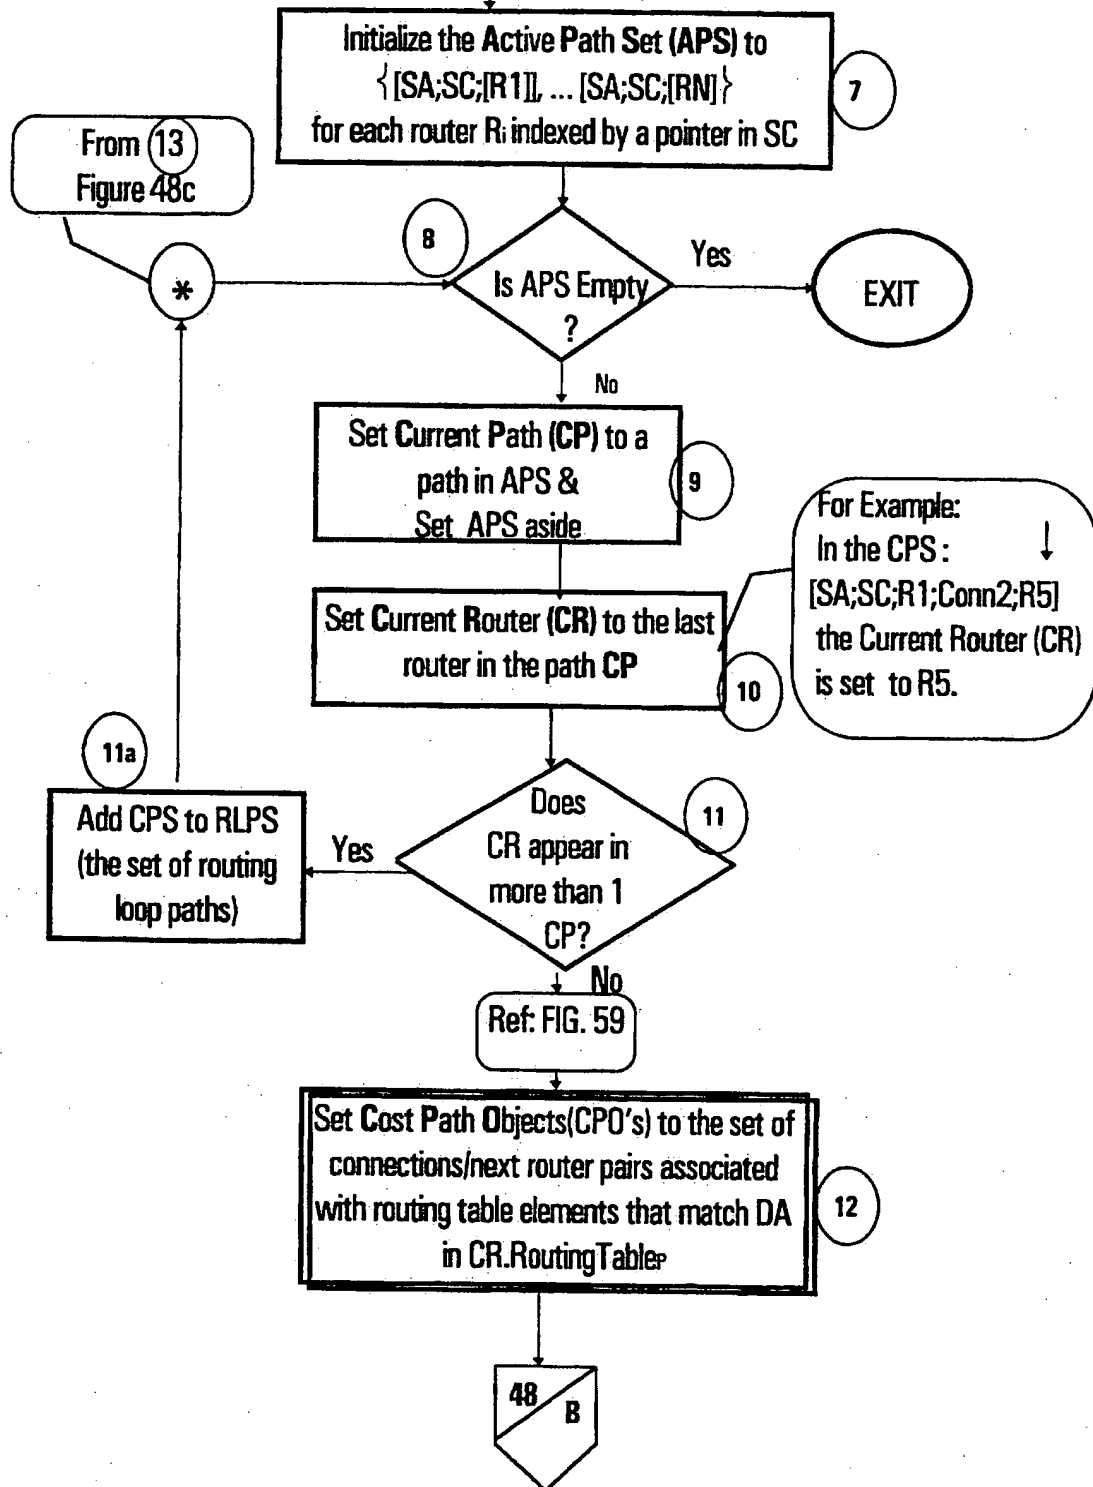 Initialize the Active Path Set (APS) to
{[SA;SC;[R1]], ... [SA;SC;[RN]}
for each router Ri indexed by a pointer in SC
7
From 13
Figure 48c
*
8
Is APS Empty
?
Yes
EXIT
No
Set Current Path (CP) to a
path in APS &
Set APS aside
9
Set Current Router (CR) to the last
router in the path CP
10
For Example:
In the CPS : ↓
[SA;SC;R1;Conn2;R5]
the Current Router (CR)
is set to R5.
11a
Add CPS to RLPS
(the set of routing
loop paths)
Yes
Does
CR appear in
more than 1
CP?
11
No
Ref: FIG. 59
Set Cost Path Objects(CPO's) to the set of
connections/next router pairs associated
with routing table elements that match DA
in CR.RoutingTableP
12
48
B